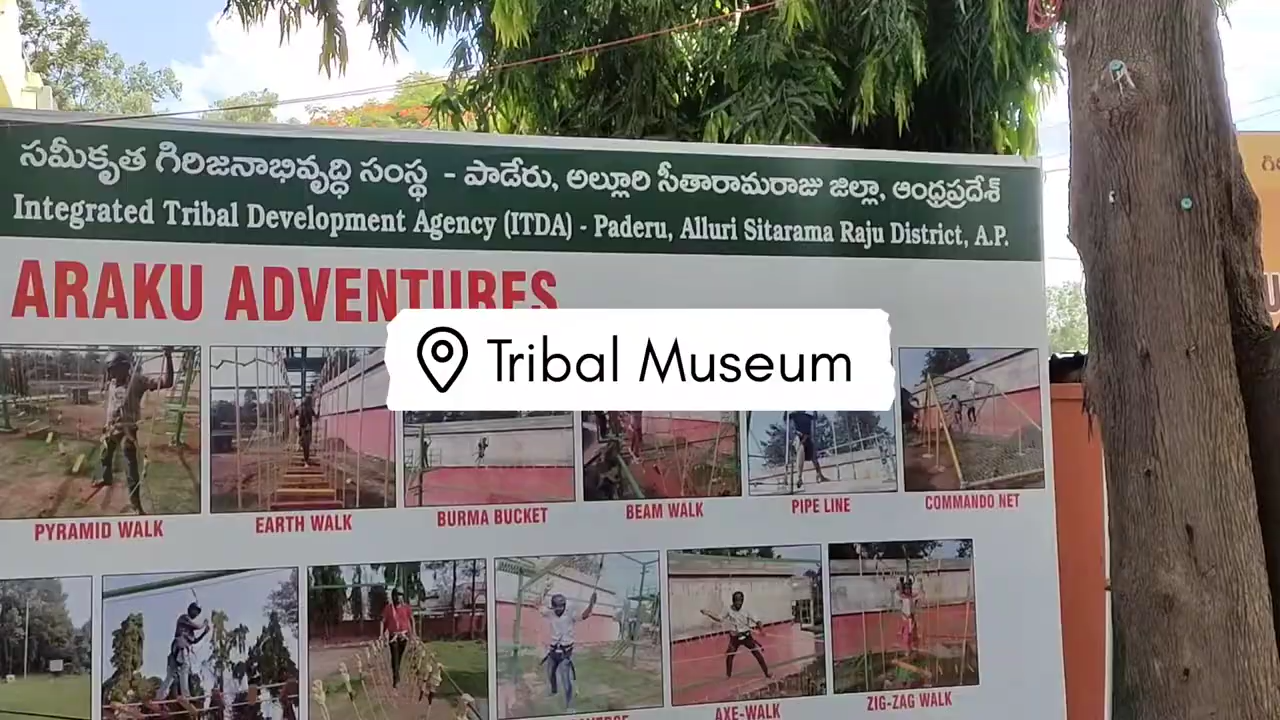 సమీకృత గిరిజనాభివృద్ధి సంస్థ - పాడేరు, అల్లూరి సీతారామరాజు జిల్లా, ఆంధ్రప్రదేశ్
Integrated Tribal Development Agency (ITDA) - Paderu, Alluri Sitarama Raju District, A.P.
ARAKU ADVENTURES
Tribal Museum
PYRAMID WALK
EARTH WALK
BURMA BUCKET
BEAM WALK
PIPE LINE
COMMANDO NET
AXE-WALK
ZIG-ZAG WALK